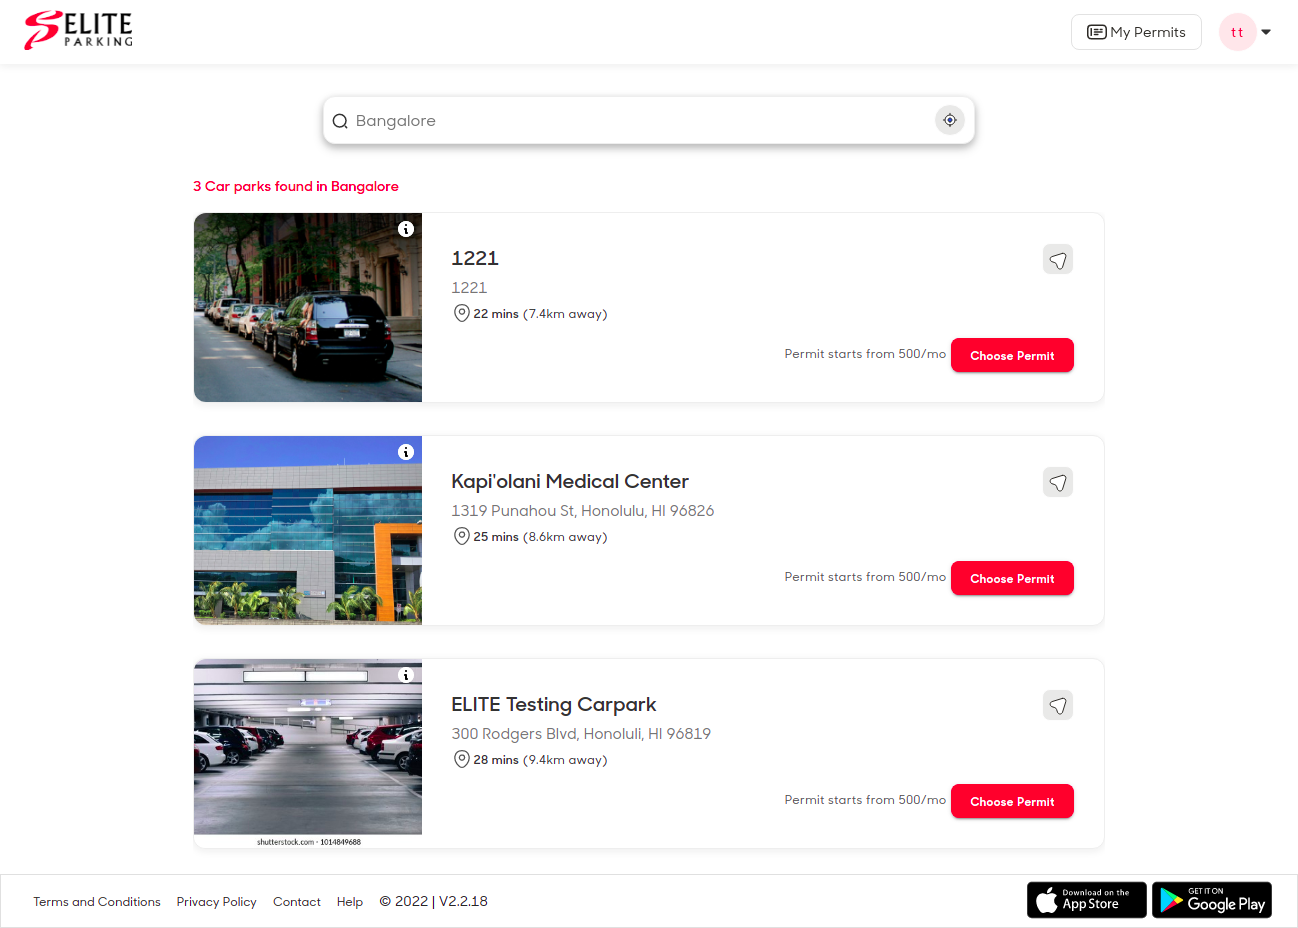 ELITE
PARKING
My Permits
tt
Bangalore
3 Car parks found in Bangalore
1221
1221
22 mins (7.4km away)
Permit starts from 500/mo
Choose Permit
Kapi'olani Medical Center
1319 Punahou St, Honolulu, HI 96826
25 mins (8.6km away)
Permit starts from 500/mo
Choose Permit
ELITE Testing Carpark
300 Rodgers Blvd, Honoluli, HI 96819
28 mins (9.4km away)
Permit starts from 500/mo
Choose Permit
shutterstock.com • 1014849688
Terms and Conditions Privacy Policy Contact Help © 2022 | V2.2.18
Download on the
App Store
GET IT ON
Google Play